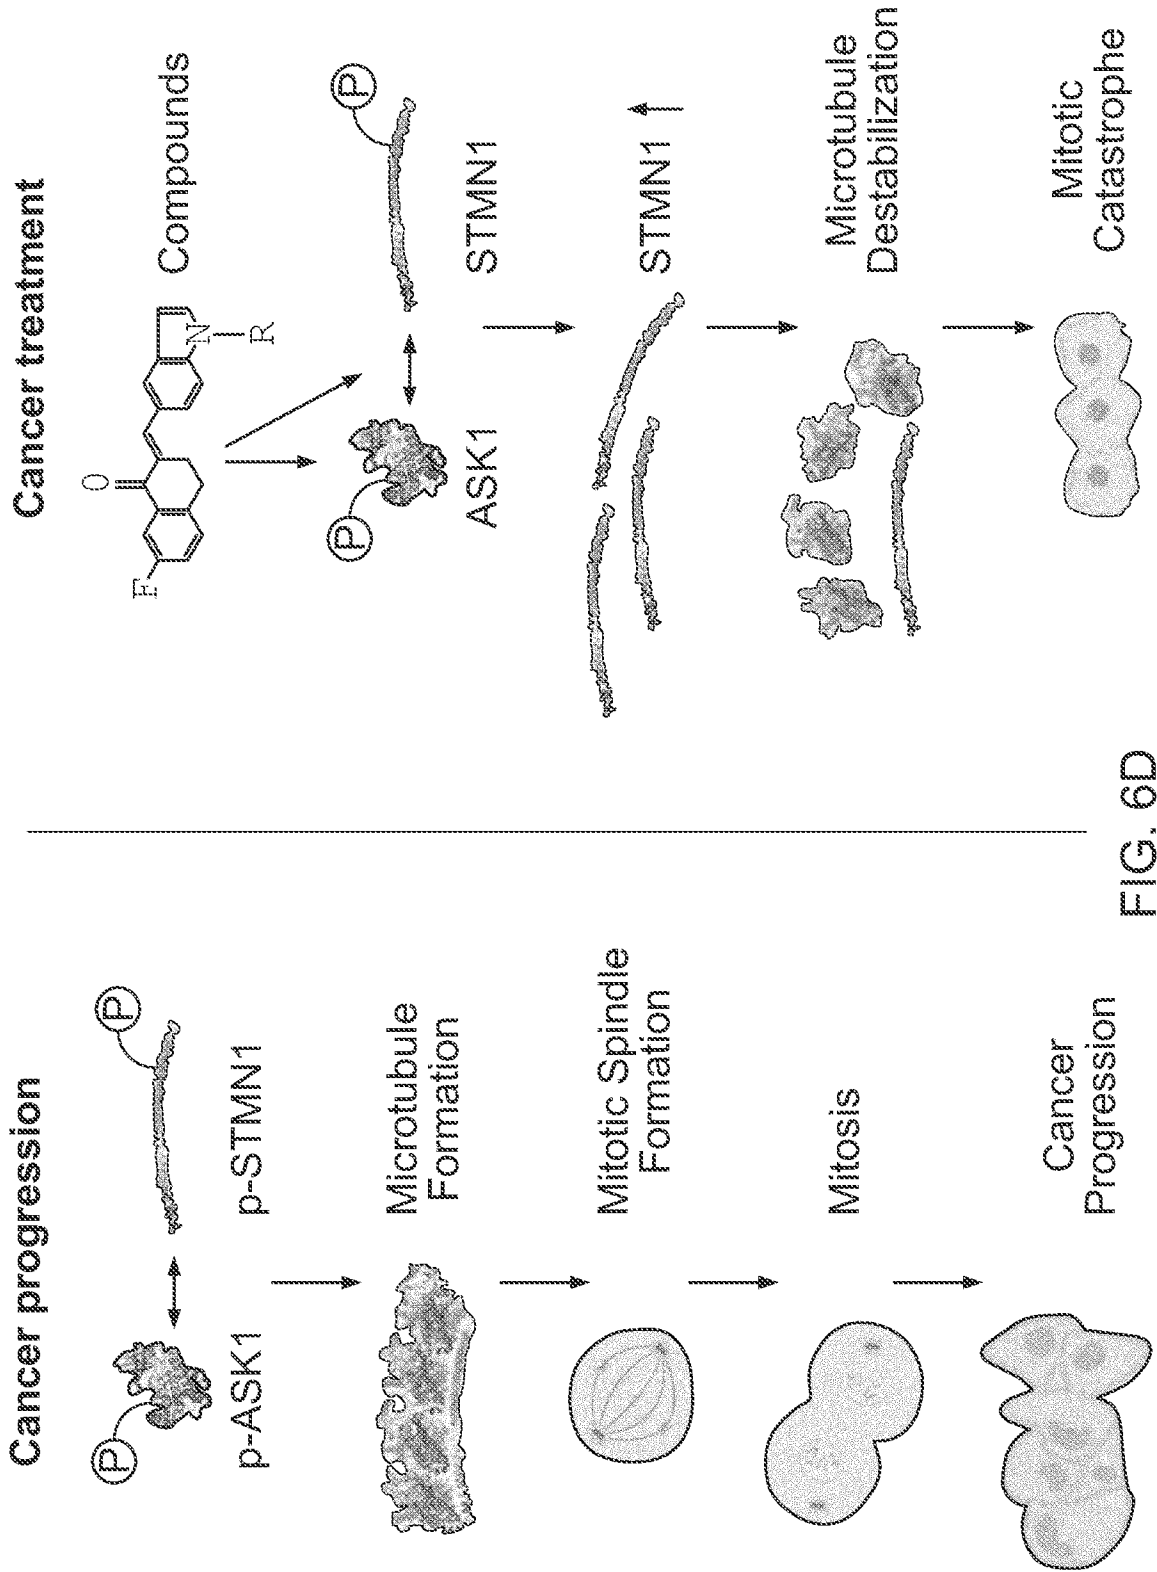 Cancer progression
P
P
p-ASK1
p-STMN1
Microtubule
Formation
Mitotic Spindle
Formation
Mitosis
Cancer
Progression
Cancer treatment
O
F
N
R
Compounds
P
P
ASK1
STMN1
STMN1
Microtubule
Destabilization
Mitotic
Catastrophe
FIG. 6D